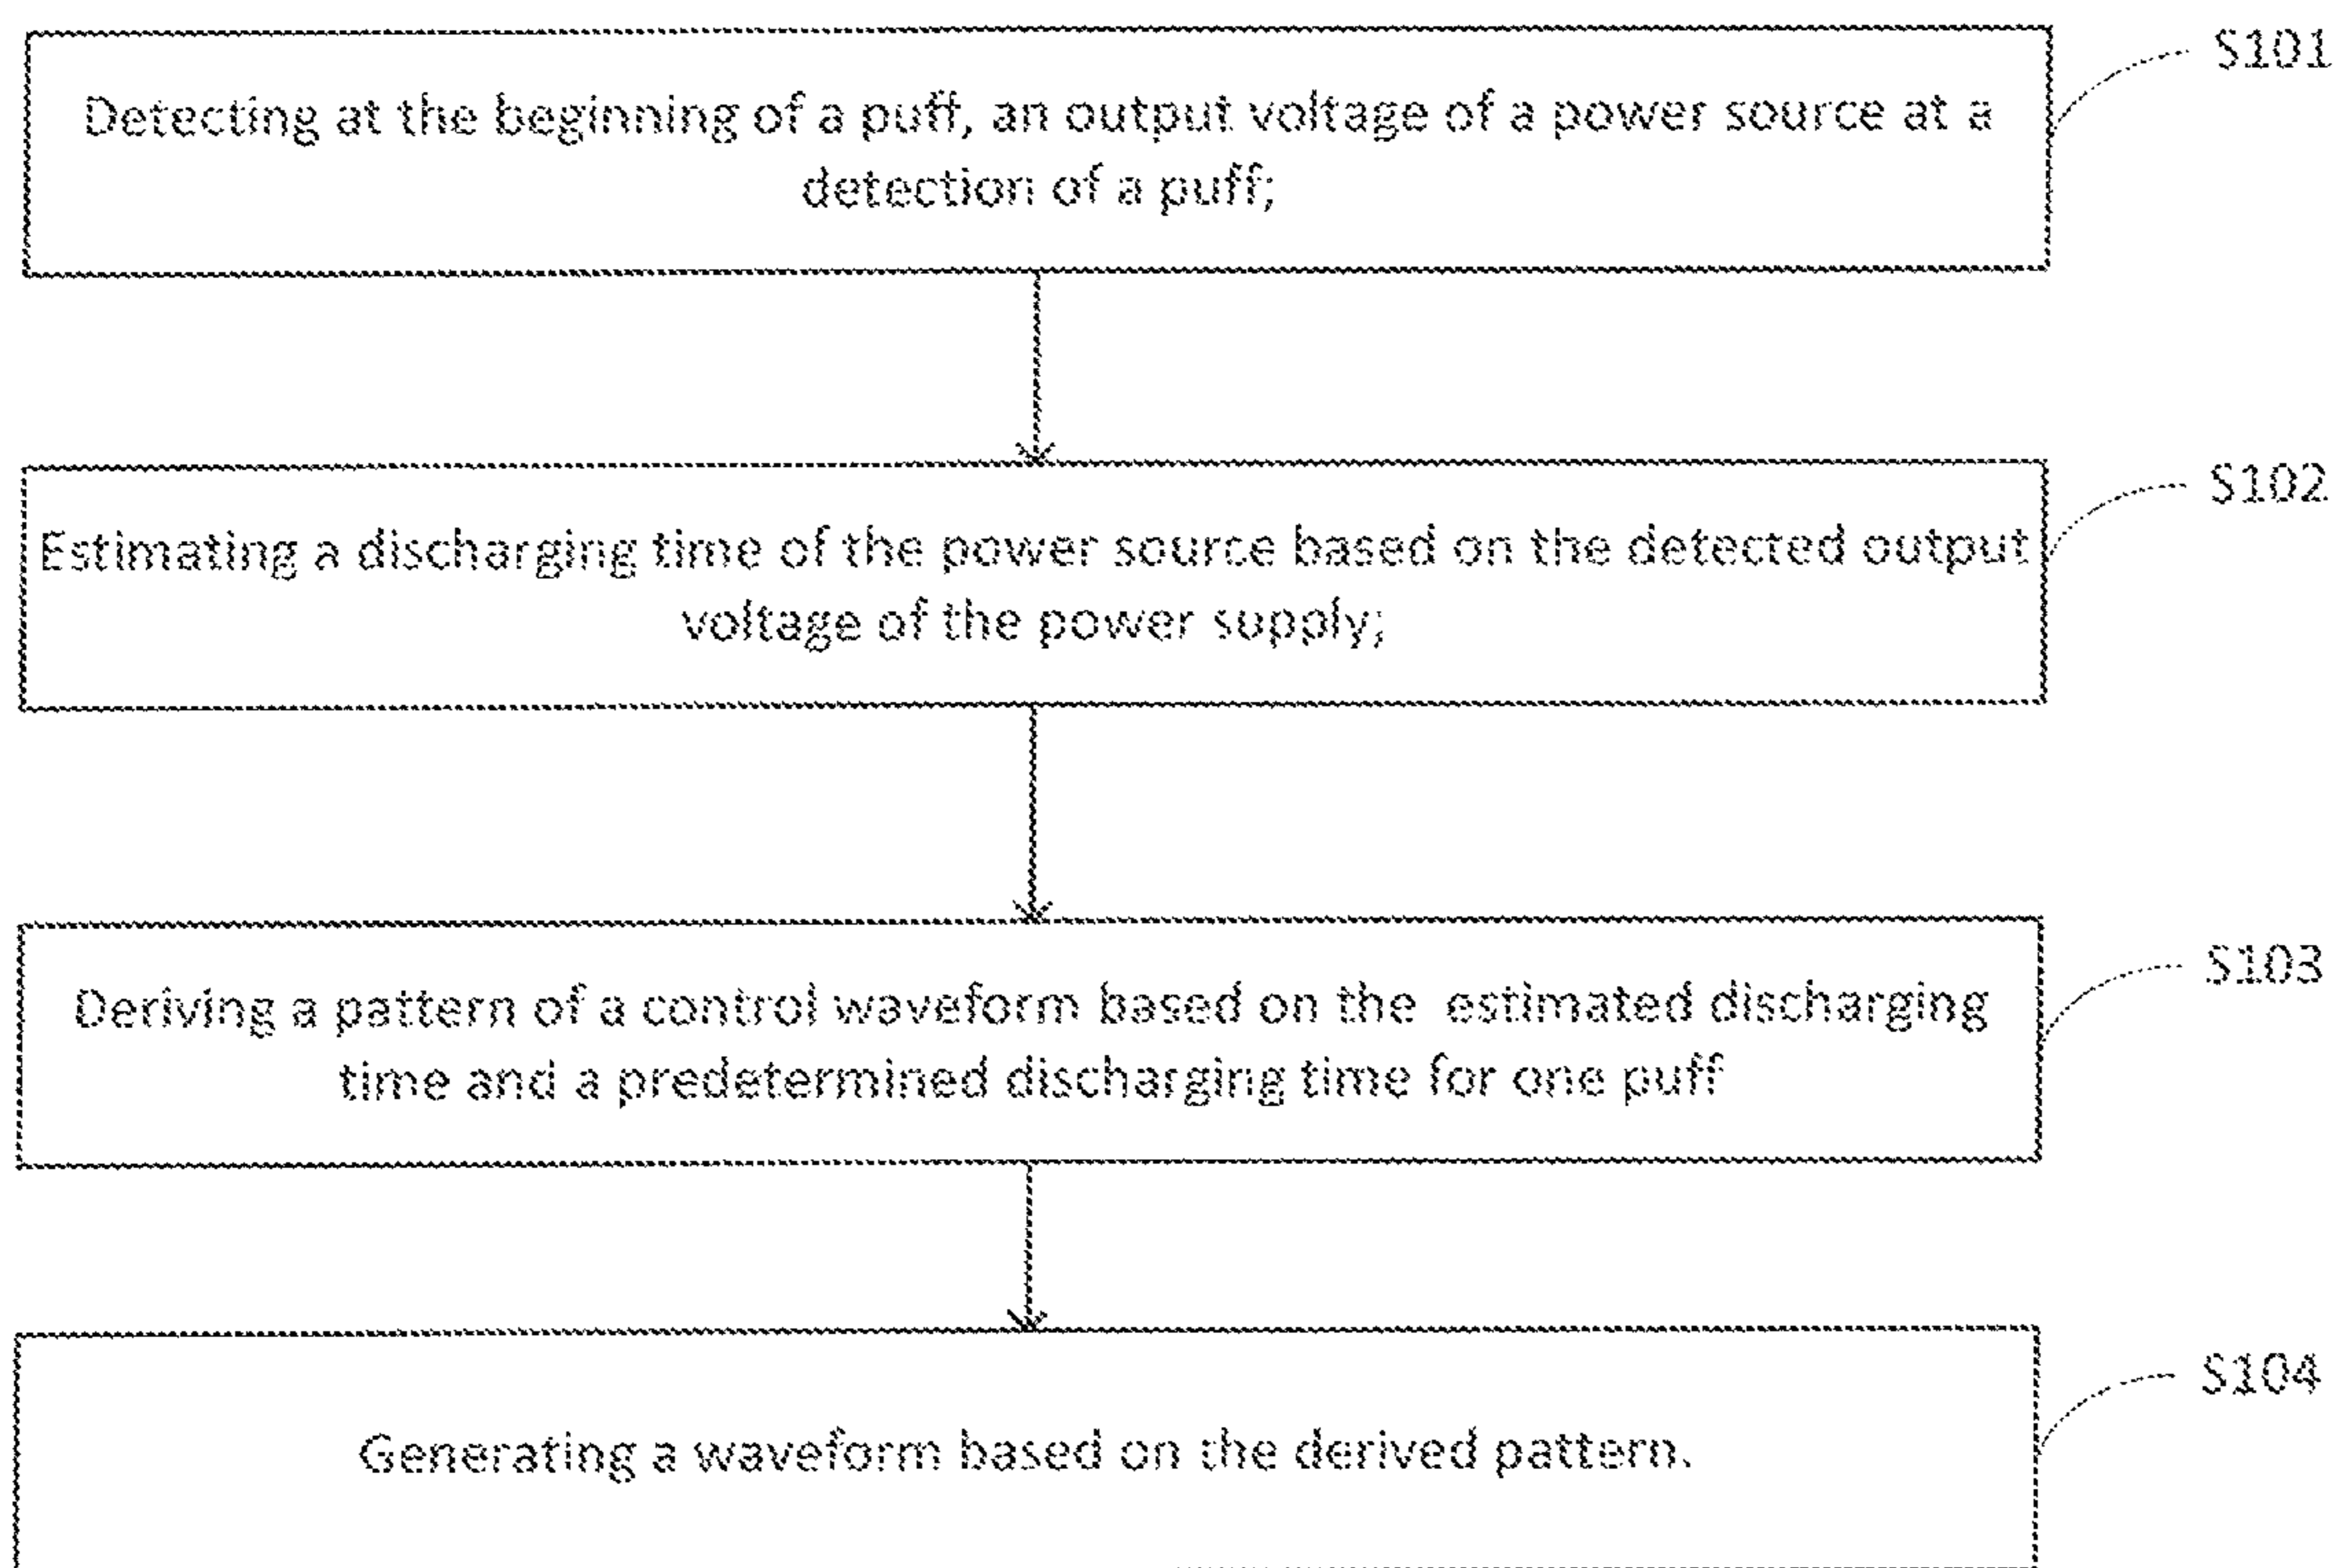 S101
Detecting at the beginning of a puff, an output voltage of a power source at a
detection of a puff;
S102
Estimating a discharging time of the power source based on the detected output
voltage of the power supply;
S103
Deriving a pattern of a control waveform based on the estimated discharging
time and a predetermined discharging time for one puff
S104
Generating a waveform based on the derived pattern.